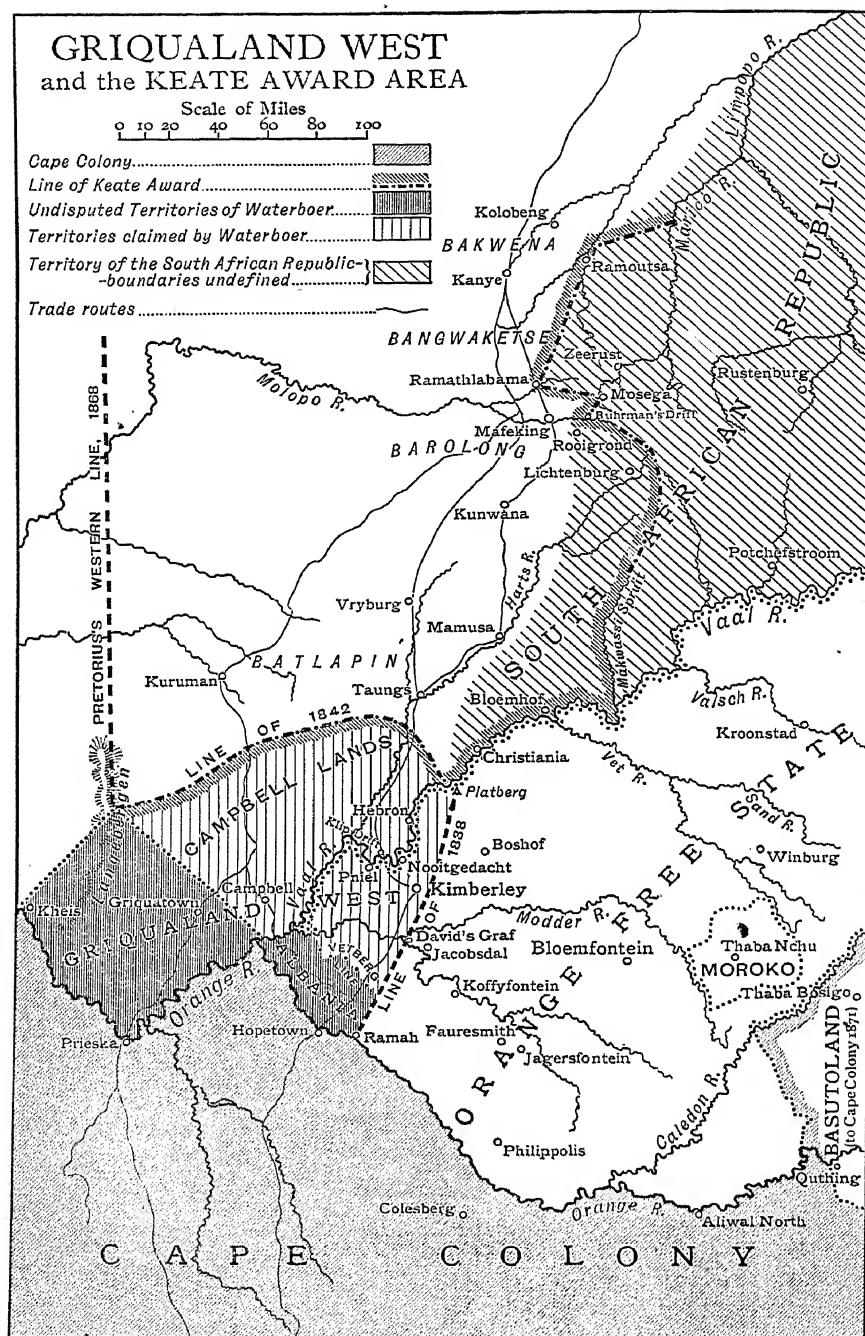 GRIQUALAND WEST
and the KEATE AWARD AREA
Scale of Miles
0 10 20 40 60 80 100
Cape Colony
Line of Keate Award
Undisputed Territories of Waterboer
Territories claimed by Waterboer
Territory of the South African Republic-
-boundaries undefined
Trade routes
Limpopo R.
Kolobeng
BAKWENA
Marico R.
Ramoutsa
Kanye
BANGWAKETSE
Zeerust
Ramathlabama
Rustenburg
Mosega
Molopo R.
Buhrman's Drift
Mafeking
Rooigrond
BAROLONG
Lichtenburg
SOUTH AFRICAN REPUBLIC
PRETORIUS'S WESTERN LINE, 1868
Kunwana
Potchefstroom
Harts R.
Vryburg
Makwassi Spruit
Vaal R.
Mamusa
BATLAPIN
Kuruman
Taungs
Bloemhof
Valsch R.
Kroonstad
LINE OF 1842
Christiania
Vet R.
Langebergen
CAMPBELL LANDS
Platberg
Hebron
Sand R.
Klipdrift
Boshof
Winburg
Vaal R.
Pniel
Nooitgedacht
Kimberley
LINE OF 1838
Campbell
Kheis
Griquatown
GRIQUALAND WEST
Modder R.
David's Graf
Bloemfontein
Thaba Nchu
Jacobsdal
MOROKO
VETBERG LINE
ALBANIA
Koffyfontein
Thaba Bosigo
Orange R.
Prieska
Hopetown
Ramah
Fauresmith
Jagersfontein
ORANGE FREE STATE
BASUTOLAND
(to Cape Colony 1871)
Caledon R.
Philippolis
Quthing
Colesberg
Orange R.
Aliwal North
CAPE COLONY